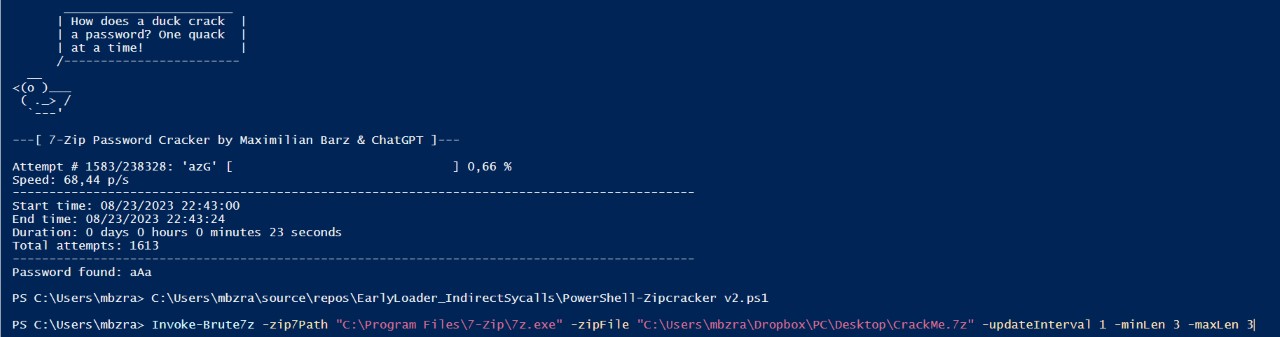 _______________________
| How does a duck crack  |
| a password? One quack  |
| at a time!             |
/------------------------
  __
<(o )___
 ( ._> /
  `---'
---[ 7-Zip Password Cracker by Maximilian Barz & ChatGPT ]---
Attempt # 1583/238328: 'azG' [                              ] 0,66 %
Speed: 68,44 p/s
---------------------------------------------------------------------------------------------
Start time: 08/23/2023 22:43:00
End time: 08/23/2023 22:43:24
Duration: 0 days 0 hours 0 minutes 23 seconds
Total attempts: 1613
---------------------------------------------------------------------------------------------
Password found: aAa
PS C:\Users\mbzra> C:\Users\mbzra\source\repos\EarlyLoader_IndirectSycalls\PowerShell-Zipcracker v2.ps1
PS C:\Users\mbzra> Invoke-Brute7z -zip7Path "C:\Program Files\7-Zip\7z.exe" -zipFile "C:\Users\mbzra\Dropbox\PC\Desktop\CrackMe.7z" -updateInterval 1 -minLen 3 -maxLen 3